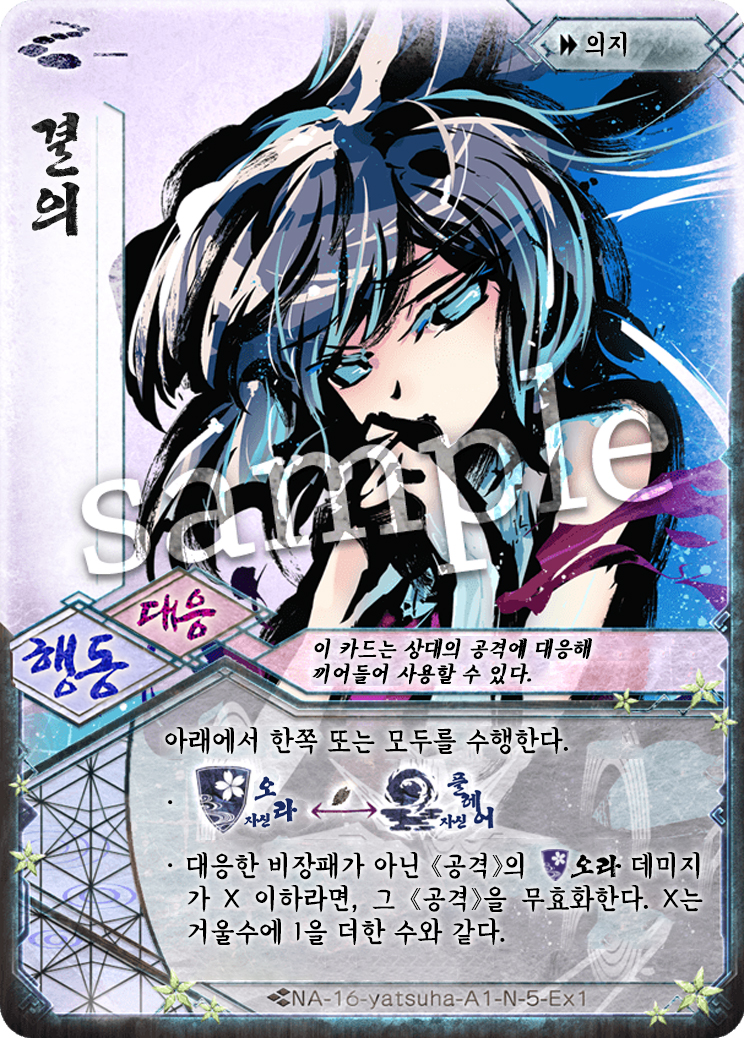 ▶▶ 의지
결의
sample
대응
행동
이 카드는 상대의 공격에 대응해
끼어들어 사용할 수 있다.
아래에서 한쪽 또는 모두를 수행한다.
· 자신 오라 ↔ 자신 플레어
· 대응한 비장패가 아닌 《공격》의 오라 데미지
가 X 이하라면, 그 《공격》을 무효화한다. X는
거울수에 1을 더한 수와 같다.
NA-16-yatsuha-A1-N-5-Ex1